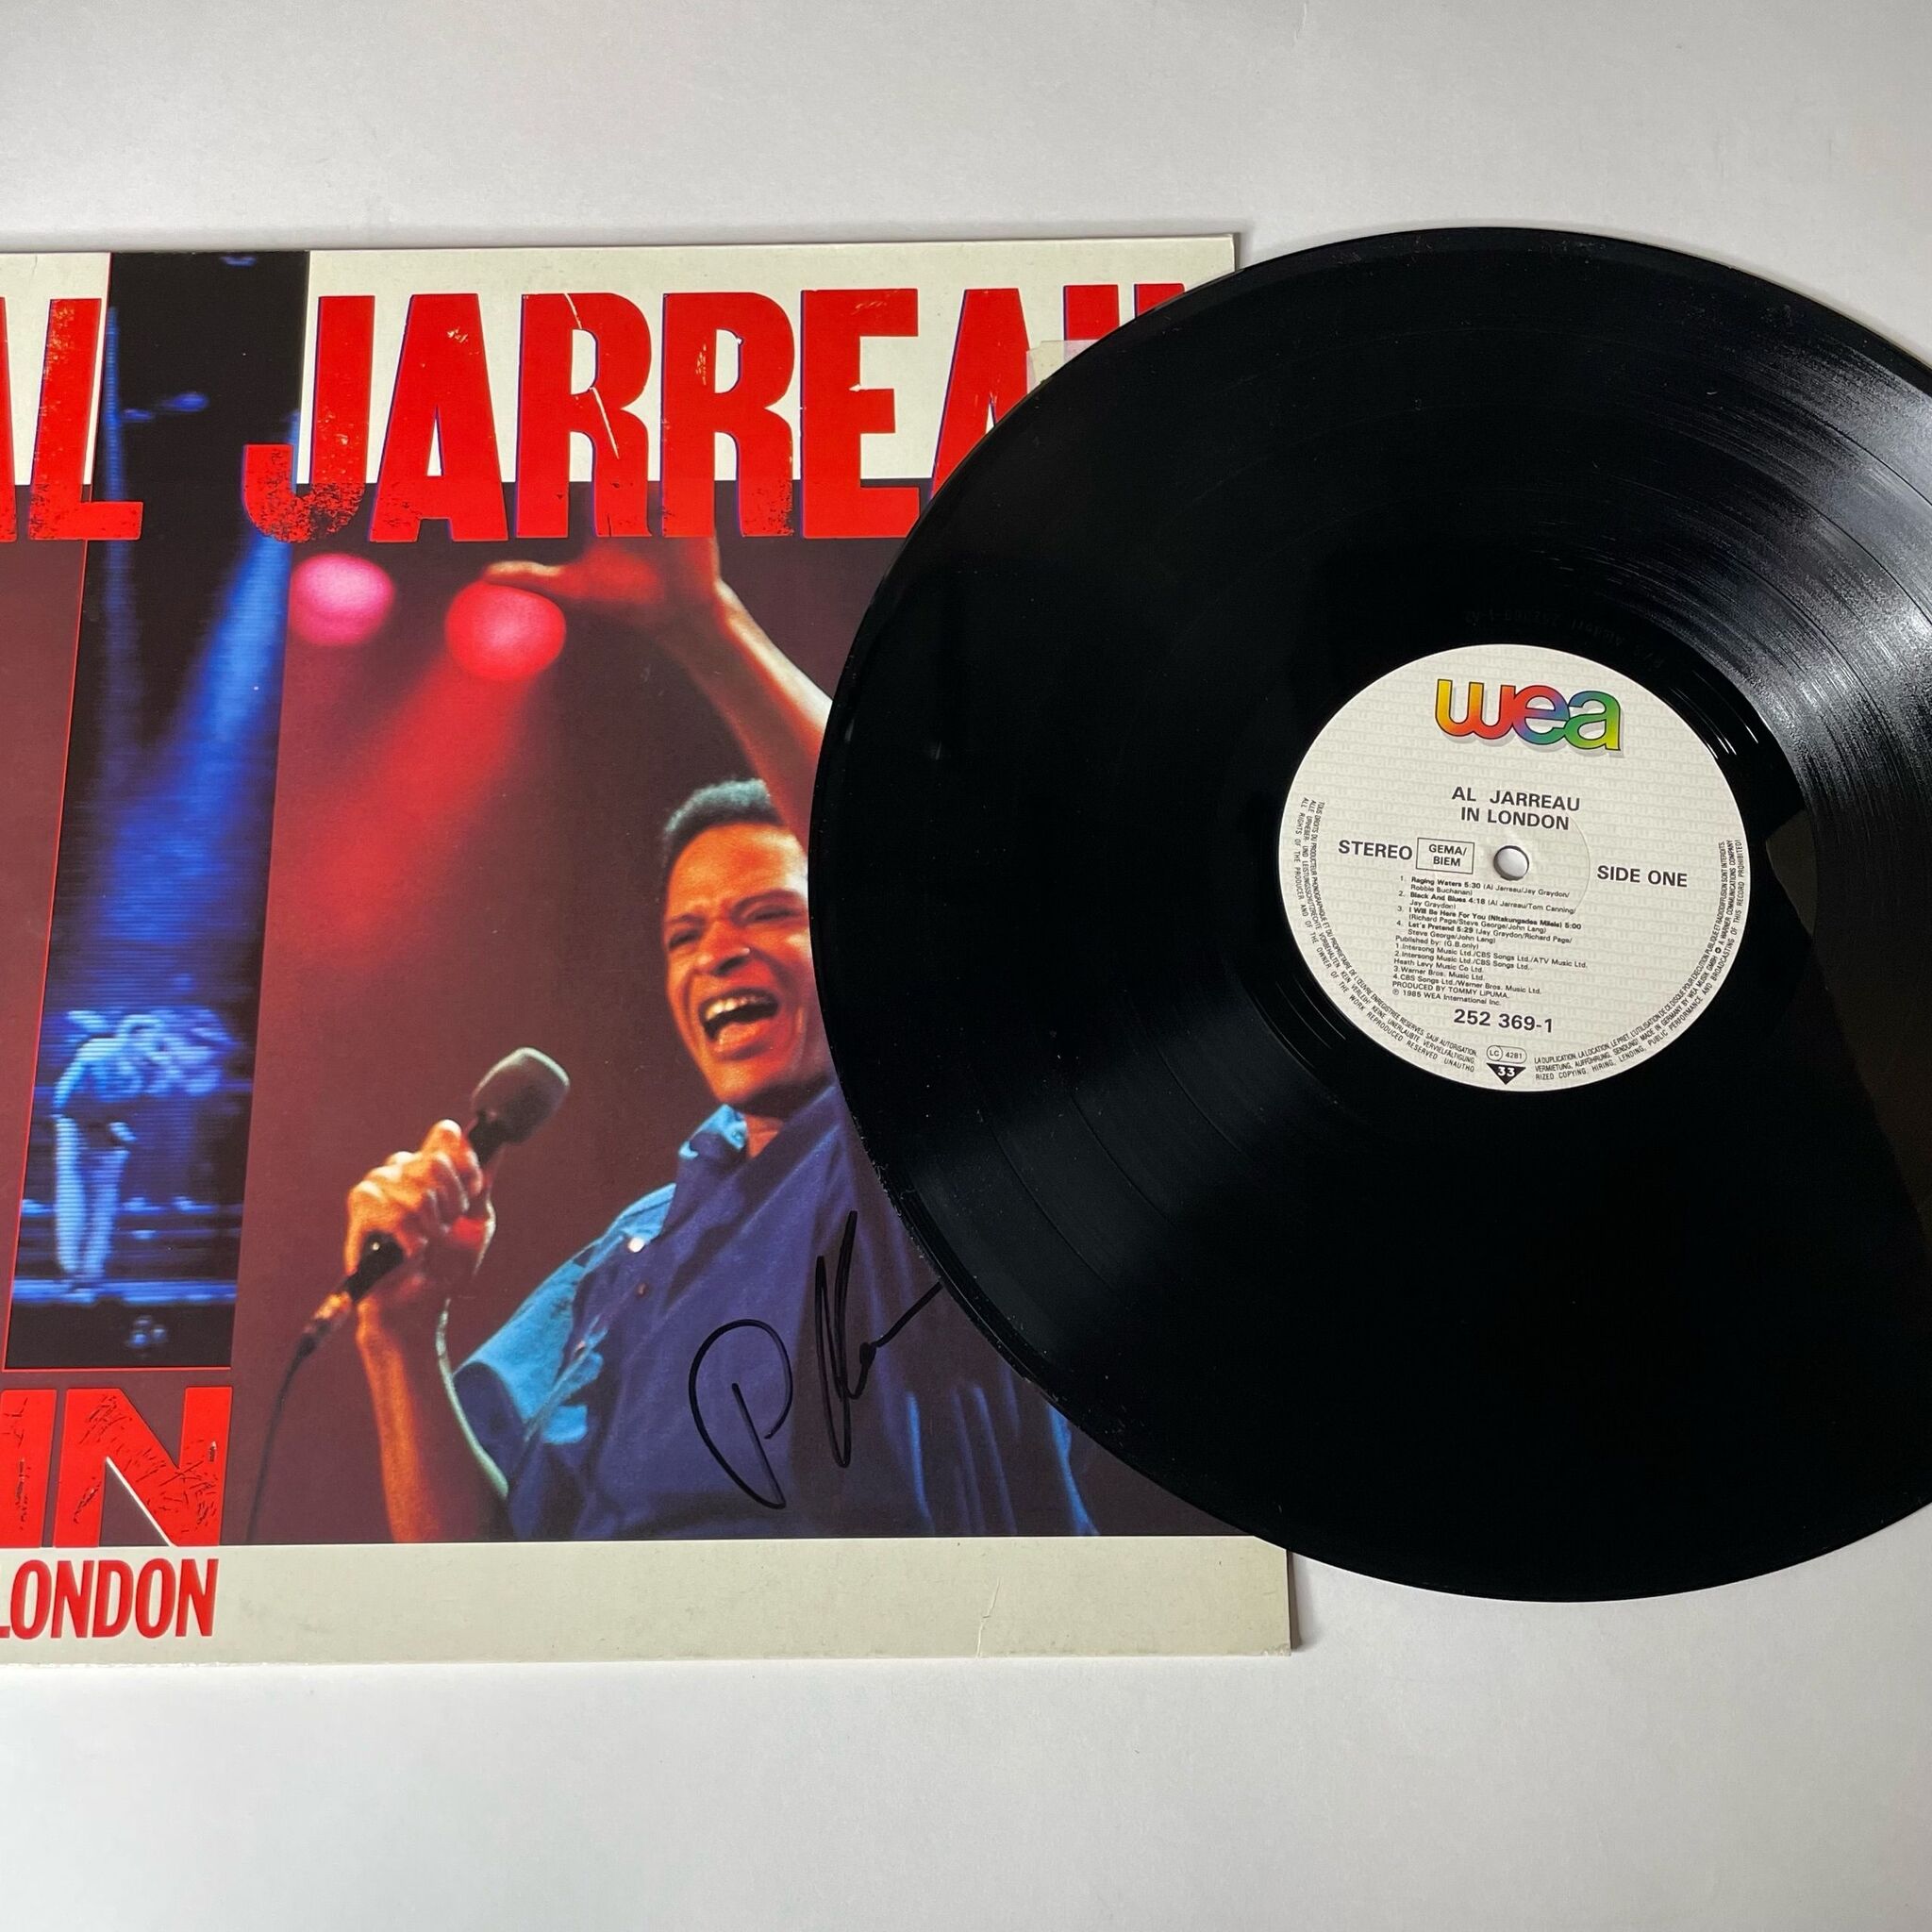 AL JARREAU
IN
LONDON
wea
AL JARREAU
IN LONDON
STEREO
GEMA/
BIEM
SIDE ONE
1. Raging Waters 5:30 (Al Jarreau/Jay Graydon/
Robbie Buchanan)
2. Black And Blues 4:18 (Al Jarreau/Tom Canning/
Jay Graydon)
3. I Will Be Here For You (Nitakungodea Milele) 5:00
(Richard Page/Steve George/John Lang)
4. Let's Pretend 5:29 (Jay Graydon/Richard Page/
Steve George/John Lang)
Published by: (G.B.only)
1.Intersong Music Ltd./CBS Songs Ltd./ATV Music Ltd.
2.Intersong Music Ltd./CBS Songs Ltd.
Heath Levy Music Co Ltd.
3.Warner Bros. Music Ltd.
4.CBS Songs Ltd./Warner Bros. Music Ltd.
PRODUCED BY TOMMY LIPUMA.
℗ 1985 WEA International Inc.
252 369-1
LC 4281
33